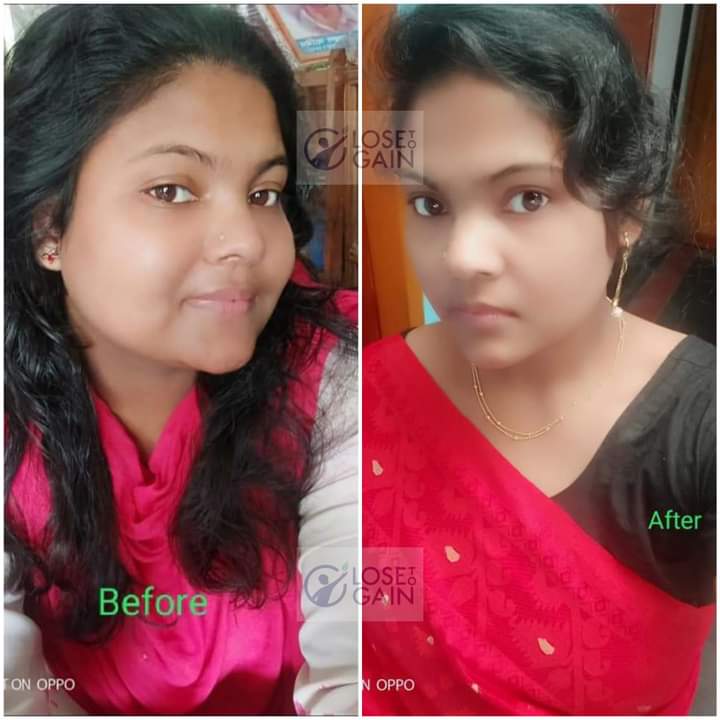 LOSE TO
GAIN
Before
After
LOSE TO
GAIN
T ON OPPO
N OPPO